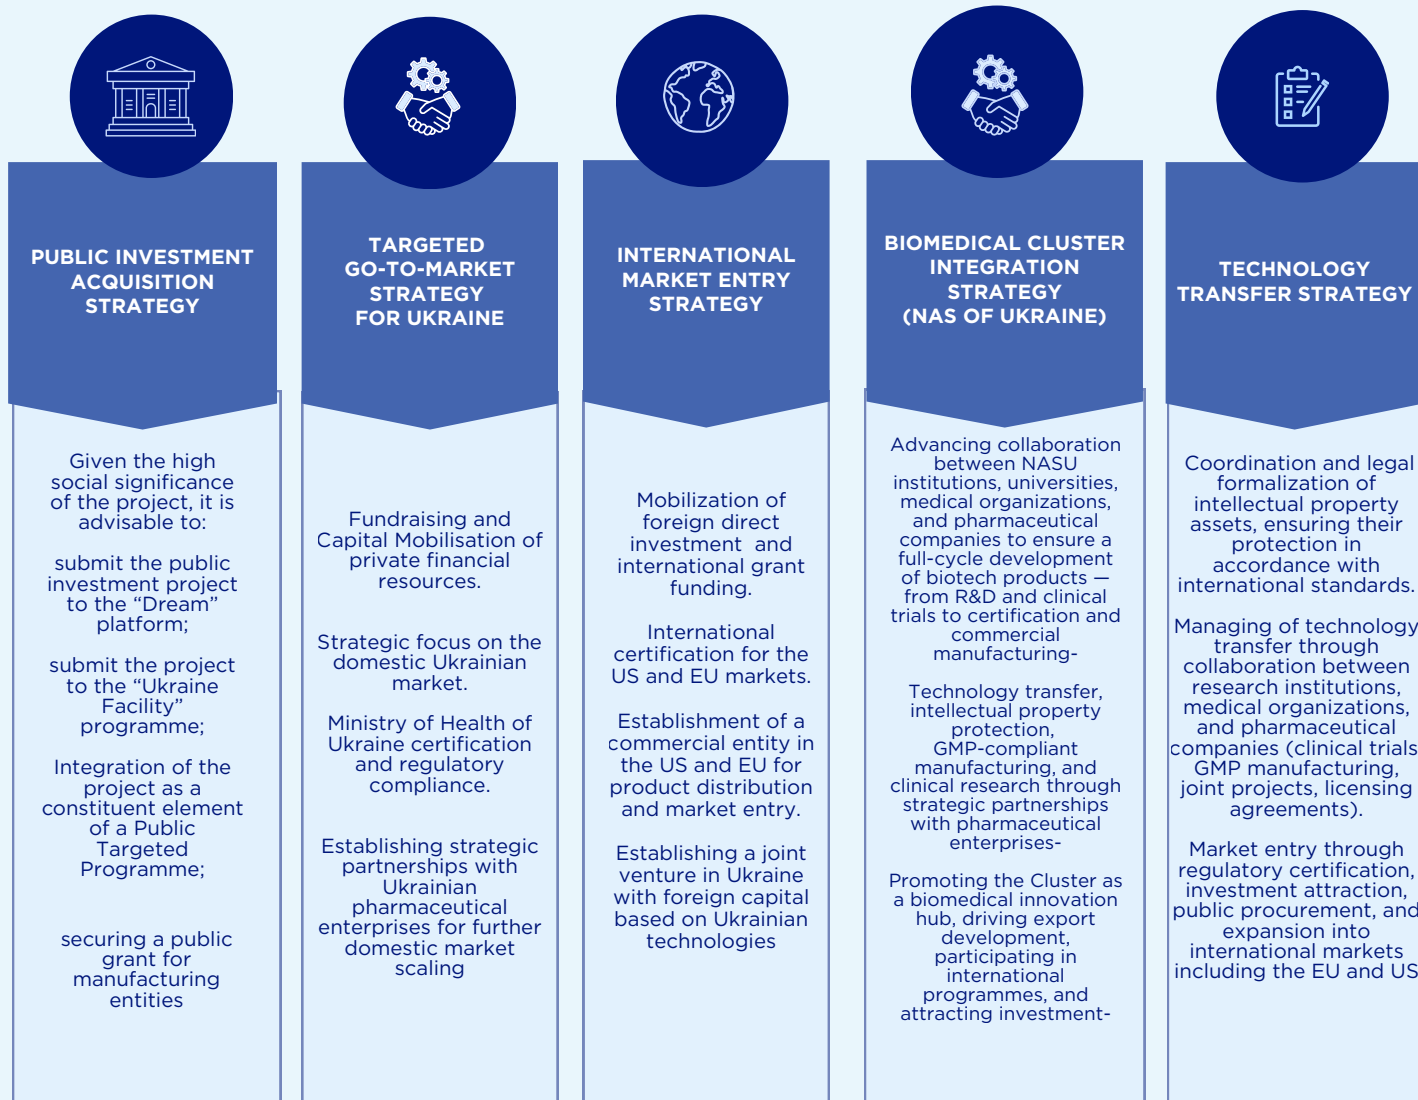 PUBLIC INVESTMENT
ACQUISITION
STRATEGY
Given the high
social significance
of the project, it is
advisable to:
submit the public
investment project
to the “Dream”
platform;
submit the project
to the “Ukraine
Facility”
programme;
Integration of the
project as a
constituent element
of a Public
Targeted
Programme;
securing a public
grant for
manufacturing
entities
TARGETED
GO-TO-MARKET
STRATEGY
FOR UKRAINE
Fundraising and
Capital Mobilisation of
private financial
resources.
Strategic focus on the
domestic Ukrainian
market.
Ministry of Health of
Ukraine certification
and regulatory
compliance.
Establishing strategic
partnerships with
Ukrainian
pharmaceutical
enterprises for further
domestic market
scaling
INTERNATIONAL
MARKET ENTRY
STRATEGY
Mobilization of
foreign direct
investment and
international grant
funding.
International
certification for the
US and EU markets.
Establishment of a
commercial entity in
the US and EU for
product distribution
and market entry.
Establishing a joint
venture in Ukraine
with foreign capital
based on Ukrainian
technologies
BIOMEDICAL CLUSTER
INTEGRATION
STRATEGY
(NAS OF UKRAINE)
Advancing collaboration
between NASU
institutions, universities,
medical organizations,
and pharmaceutical
companies to ensure a
full-cycle development
of biotech products —
from R&D and clinical
trials to certification and
commercial
manufacturing-
Technology transfer,
intellectual property
protection,
GMP-compliant
manufacturing, and
clinical research through
strategic partnerships
with pharmaceutical
enterprises-
Promoting the Cluster as
a biomedical innovation
hub, driving export
development,
participating in
international
programmes, and
attracting investment-
TECHNOLOGY
TRANSFER STRATEGY
Coordination and legal
formalization of
intellectual property
assets, ensuring their
protection in
accordance with
international standards.
Managing of technology
transfer through
collaboration between
research institutions,
medical organizations,
and pharmaceutical
companies (clinical trials
GMP manufacturing,
joint projects, licensing
agreements).
Market entry through
regulatory certification,
investment attraction,
public procurement, and
expansion into
international markets
including the EU and US